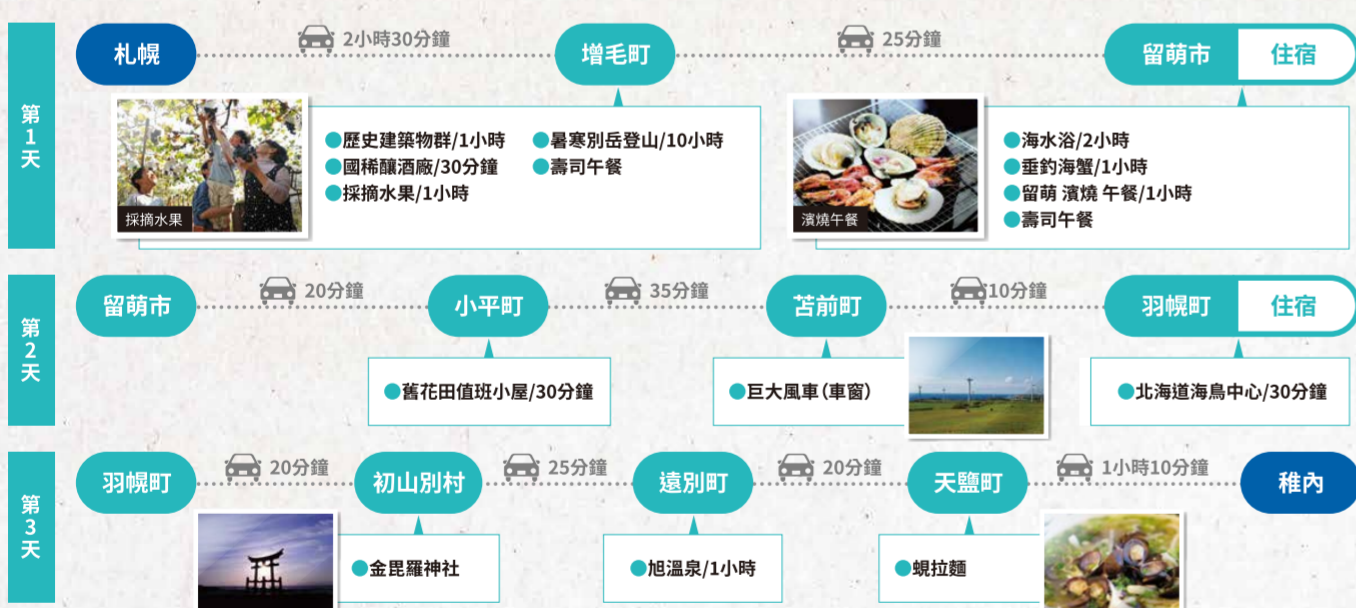 第1天
札幌
2小時30分鐘
增毛町
25分鐘
留萌市 住宿
採摘水果
●歷史建築物群/1小時
●國稀釀酒廠/30分鐘
●採摘水果/1小時
●暑寒別岳登山/10小時
●壽司午餐
濱燒午餐
●海水浴/2小時
●垂釣海蟹/1小時
●留萌 濱燒 午餐/1小時
●壽司午餐
第2天
留萌市
20分鐘
小平町
35分鐘
苫前町
10分鐘
羽幌町 住宿
●舊花田值班小屋/30分鐘
●巨大風車（車窗）
●北海道海鳥中心/30分鐘
第3天
羽幌町
20分鐘
初山別村
25分鐘
遠別町
20分鐘
天鹽町
1小時10分鐘
稚內
●金毘羅神社
●旭溫泉/1小時
●蜆拉麵